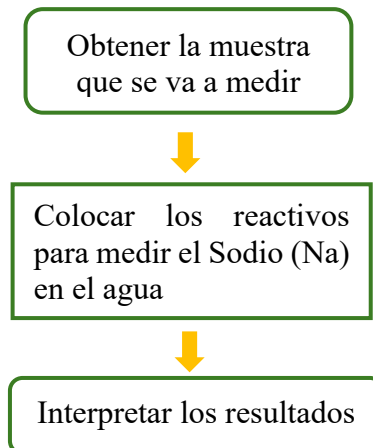 Obtener la muestra
que se va a medir
Colocar los reactivos
para medir el Sodio (Na)
en el agua
Interpretar los resultados